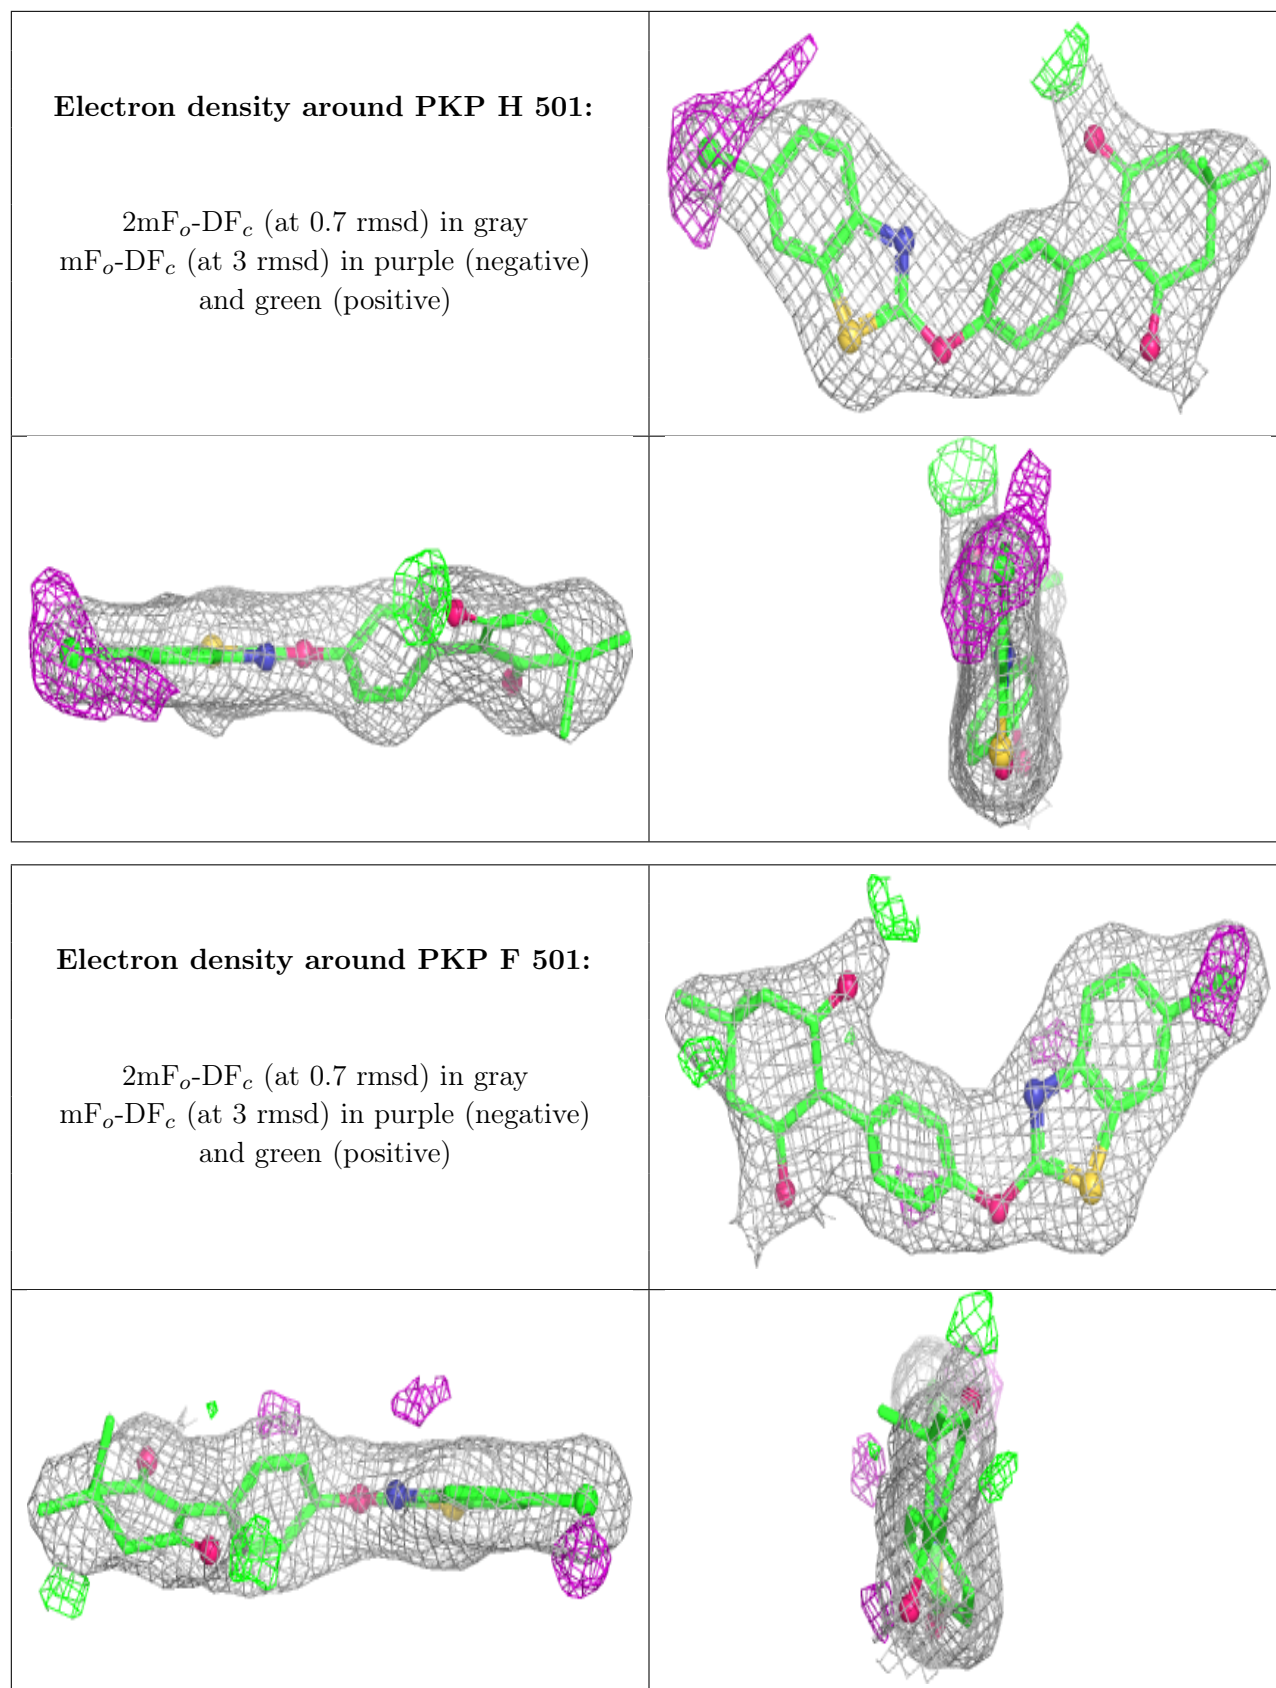 Electron density around PKP H 501:
2mFo-DFc (at 0.7 rmsd) in gray
mFo-DFc (at 3 rmsd) in purple (negative)
and green (positive)
Electron density around PKP F 501:
2mFo-DFc (at 0.7 rmsd) in gray
mFo-DFc (at 3 rmsd) in purple (negative)
and green (positive)